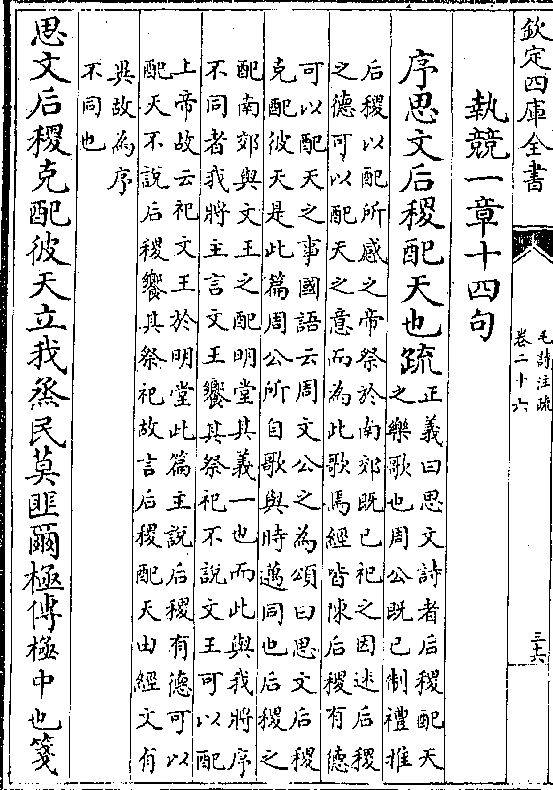 欽定四庫全書
毛詩注疏
卷二十六
三十六
執競一章十四句
序思文后稷配天也疏
正義曰思文詩者后稷配天
之樂歌也周公既已制禮推
后稷以配所感之帝祭於南郊既已祀之因述后稷
之德可以配天之意而為此歌焉經皆陳后稷有德
可以配天之事國語云周文公之為頌曰思文后稷
克配彼天是此篇周公所自歌與時邁同也后稷之
配南郊與文王之配明堂其義一也而此與我將序
不同者我將主言文王饗其祭祀不說文王可以配
上帝故云祀文王於明堂此篇主說后稷有德可以
配天不說后稷饗其祭祀故言后稷配天由經文有
異故為序
不同也
思文后稷克配彼天立我烝民莫匪爾極傳極中也箋